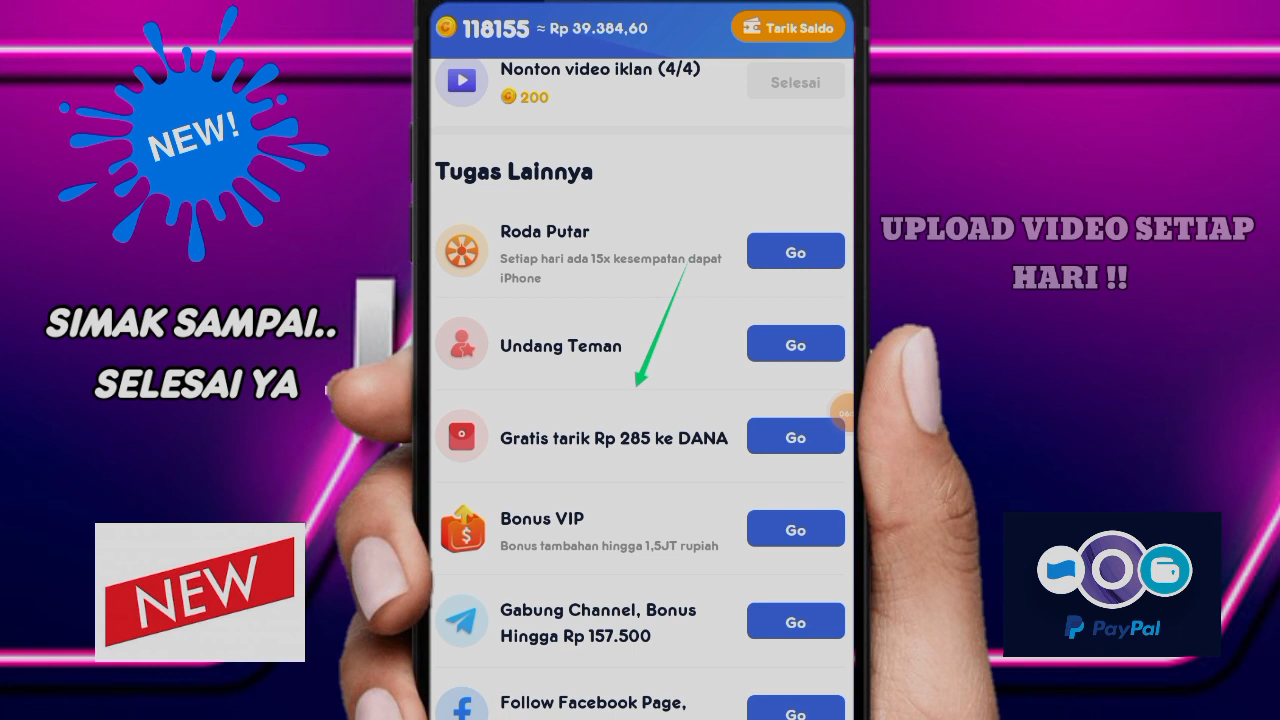 118155 ≈ Rp 39.384,60
Tarik Saldo
Nonton video iklan (4/4)
200
Selesai
NEW!
Tugas Lainnya
Roda Putar
Setiap hari ada 15x kesempatan dapat
iPhone
Go
UPLOAD VIDEO SETIAP
HARI !!
SIMAK SAMPAI..
SELESAI YA
Undang Teman
Go
Gratis tarik Rp 285 ke DANA
Go
Bonus VIP
Bonus tambahan hingga 1,5JT rupiah
Go
NEW
PayPal
Gabung Channel, Bonus
Hingga Rp 157.500
Go
Follow Facebook Page,
Go